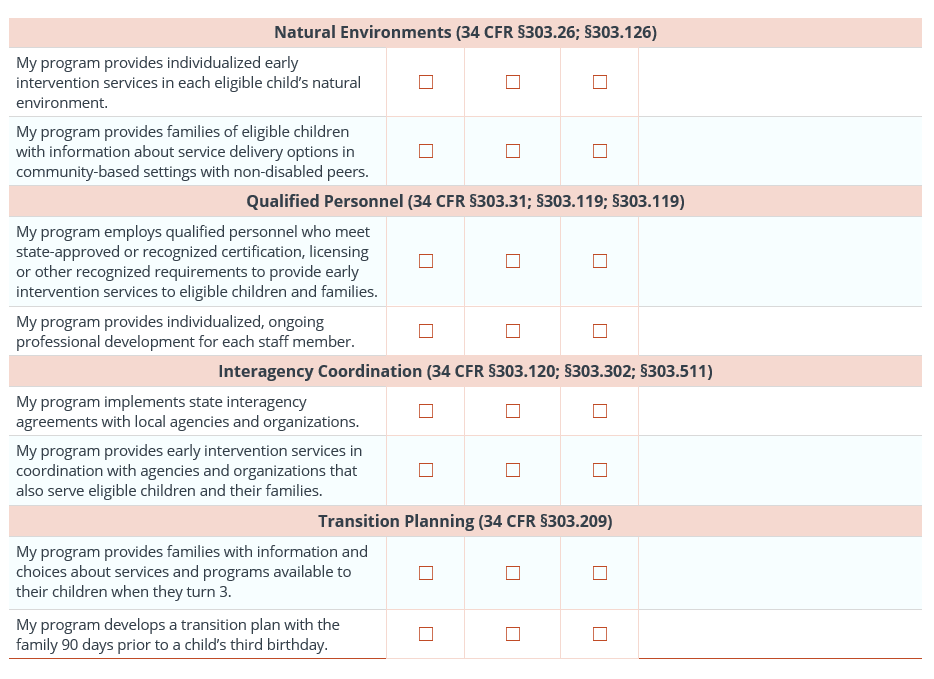 Natural Environments (34 CFR §303.26; §303.126)
My program provides individualized early
intervention services in each eligible child’s natural
environment.
My program provides families of eligible children
with information about service delivery options in
community-based settings with non-disabled peers.
Qualified Personnel (34 CFR §303.31; §303.119; §303.119)
My program employs qualified personnel who meet
state-approved or recognized certification, licensing
or other recognized requirements to provide early
intervention services to eligible children and families.
My program provides individualized, ongoing
professional development for each staff member.
Interagency Coordination (34 CFR §303.120; §303.302; §303.511)
My program implements state interagency
agreements with local agencies and organizations.
My program provides early intervention services in
coordination with agencies and organizations that
also serve eligible children and their families.
Transition Planning (34 CFR §303.209)
My program provides families with information and
choices about services and programs available to
their children when they turn 3.
My program develops a transition plan with the
family 90 days prior to a child’s third birthday.